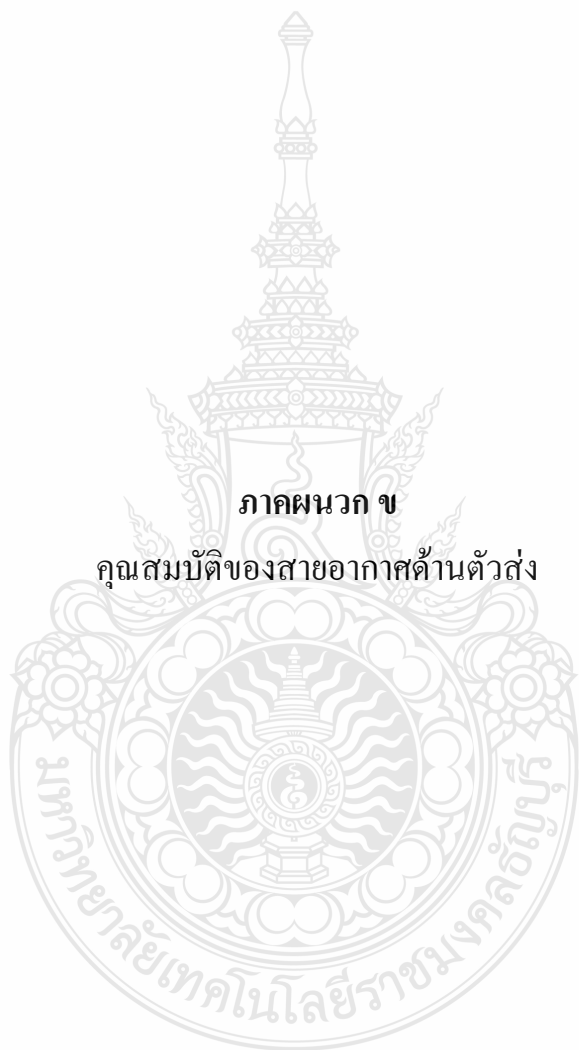 ภาคผนวก ข
คุณสมบัติของสายอากาศด้านตัวส่ง
มหาวิทยาลัยเทคโนโลยีราชมงคลธัญบุรี